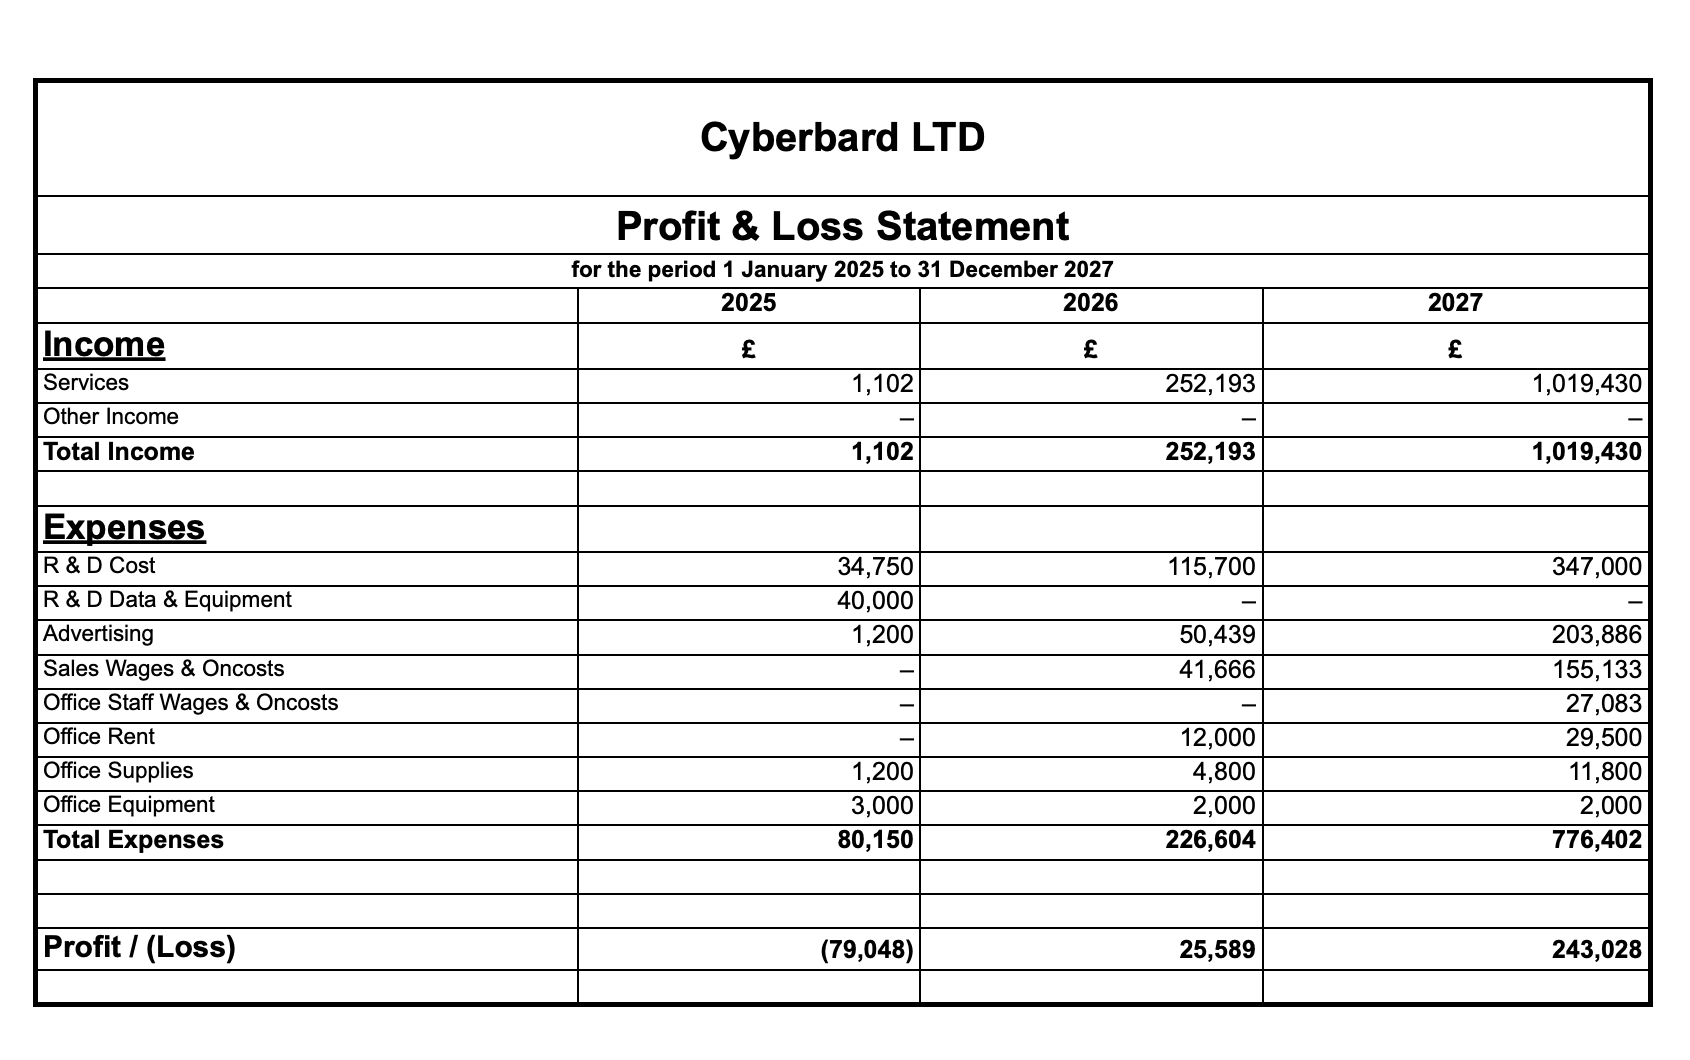 Cyberbard LTD
Profit & Loss Statement
for the period 1 January 2025 to 31 December 2027
2025 2026 2027
Income £ £ £
Services 1,102 252,193 1,019,430
Other Income – – –
Total Income 1,102 252,193 1,019,430
Expenses
R & D Cost 34,750 115,700 347,000
R & D Data & Equipment 40,000 – –
Advertising 1,200 50,439 203,886
Sales Wages & Oncosts – 41,666 155,133
Office Staff Wages & Oncosts – – 27,083
Office Rent – 12,000 29,500
Office Supplies 1,200 4,800 11,800
Office Equipment 3,000 2,000 2,000
Total Expenses 80,150 226,604 776,402
Profit / (Loss) (79,048) 25,589 243,028